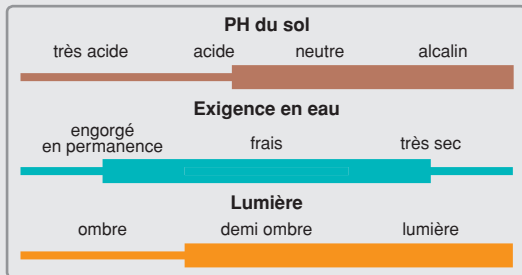 PH du sol
très acide acide neutre alcalin
Exigence en eau
engorgé
en permanence frais très sec
Lumière
ombre demi ombre lumière